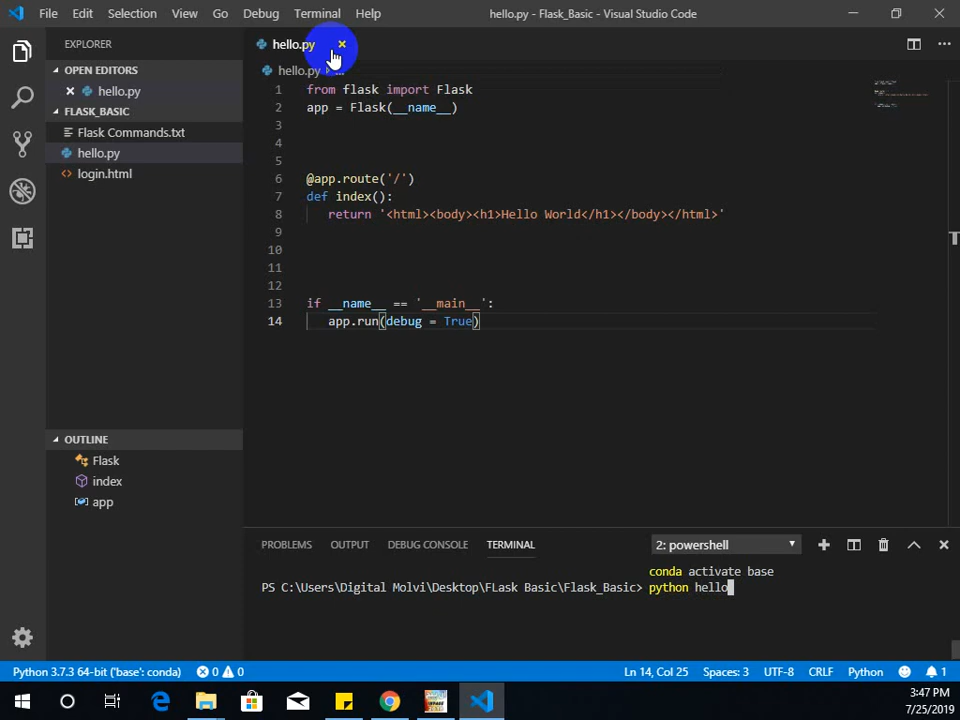 File Edit Selection View Go Debug Terminal Help
hello.py - Flask_Basic - Visual Studio Code
EXPLORER
OPEN EDITORS
hello.py
FLASK_BASIC
Flask Commands.txt
hello.py
login.html
OUTLINE
Flask
index
app
hello.py
hello.py ...
1 from flask import Flask
2 app = Flask(__name__)
3
4
5
6 @app.route('/')
7 def index():
8 return '<html><body><h1>Hello World</h1></body></html>'
9
10
11
12
13 if __name__ == '__main__':
14 app.run(debug = True)
PROBLEMS OUTPUT DEBUG CONSOLE TERMINAL 2: powershell
conda activate base
PS C:\Users\Digital Molvi\Desktop\FLask Basic\Flask_Basic> python hello
Python 3.7.3 64-bit ('base': conda) 0 0 Ln 14, Col 25 Spaces: 3 UTF-8 CRLF Python 1
3:47 PM
7/25/2019